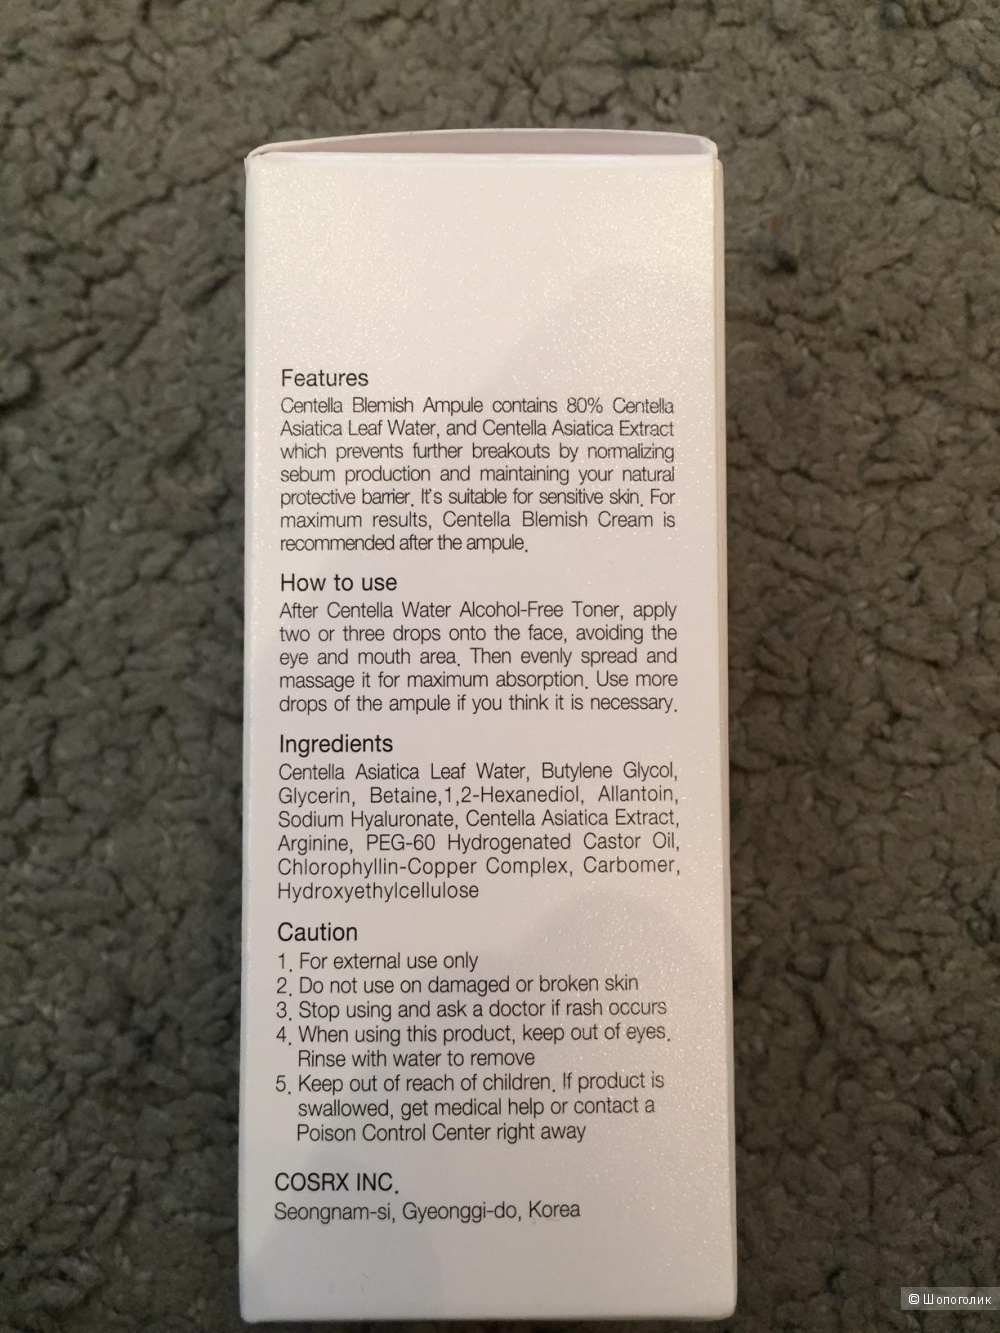 Features
Centella Blemish Ampule contains 80% Centella
Asiatica Leaf Water, and Centella Asiatica Extract
which prevents further breakouts by normalizing
sebum production and maintaining your natural
protective barrier. It's suitable for sensitive skin. For
maximum results, Centella Blemish Cream is
recommended after the ampule.
How to use
After Centella Water Alcohol-Free Toner, apply
two or three drops onto the face, avoiding the
eye and mouth area. Then evenly spread and
massage it for maximum absorption. Use more
drops of the ampule if you think it is necessary.
Ingredients
Centella Asiatica Leaf Water, Butylene Glycol,
Glycerin, Betaine,1,2-Hexanediol, Allantoin,
Sodium Hyaluronate, Centella Asiatica Extract,
Arginine, PEG-60 Hydrogenated Castor Oil,
Chlorophyllin-Copper Complex, Carbomer,
Hydroxyethylcellulose
Caution
1. For external use only
2. Do not use on damaged or broken skin
3. Stop using and ask a doctor if rash occurs
4. When using this product, keep out of eyes.
Rinse with water to remove
5. Keep out of reach of children. If product is
swallowed, get medical help or contact a
Poison Control Center right away
COSRX INC.
Seongnam-si, Gyeonggi-do, Korea
© Шопоголик